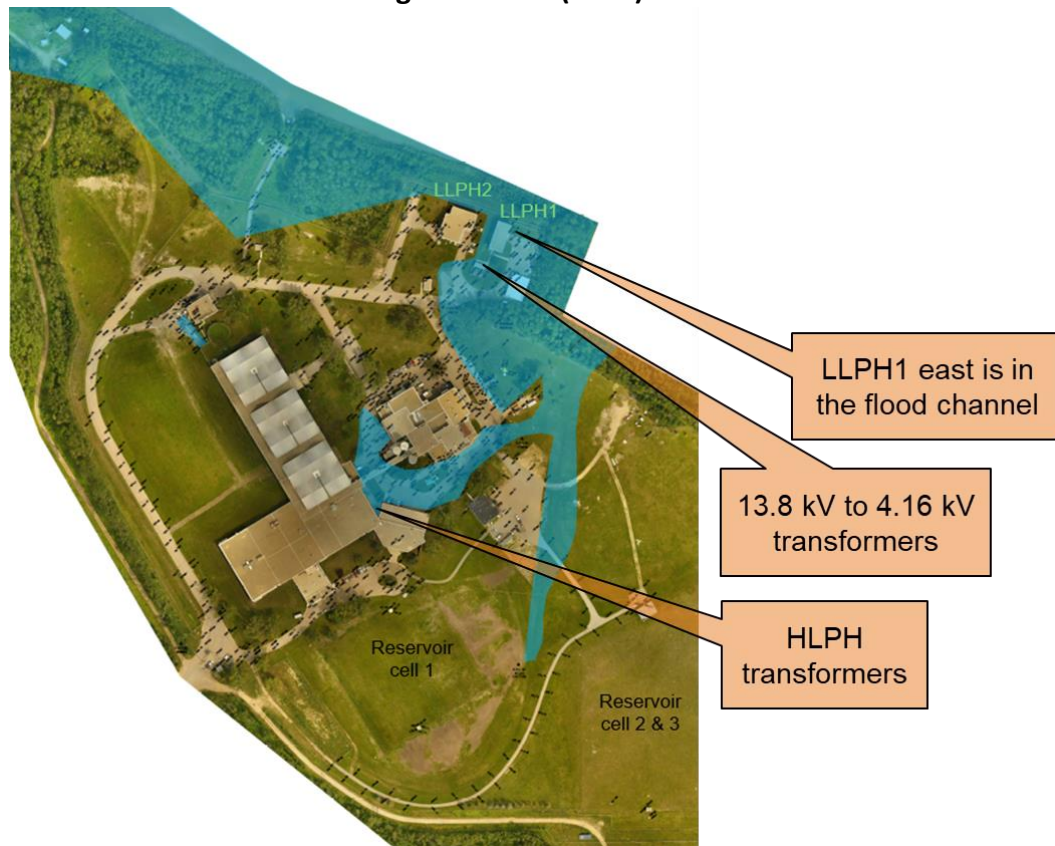 LLPH2
LLPH1
LLPH1 east is in
the flood channel
13.8 kV to 4.16 kV
transformers
HLPH
transformers
Reservoir
cell 1
Reservoir
cell 2 & 3